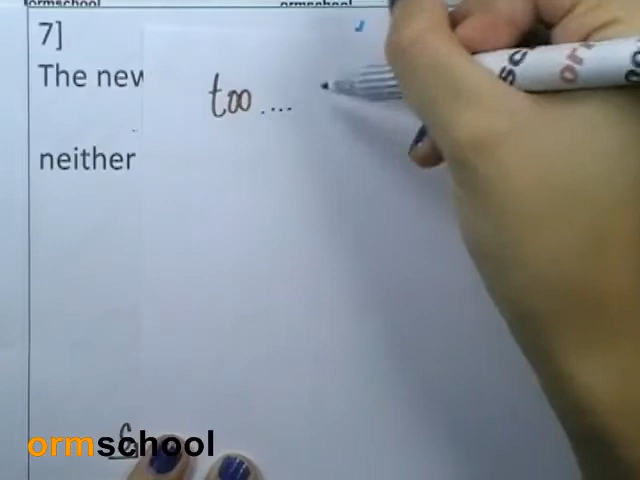 ormschool ormschool
7]
The new
too ....
neither
ormschool